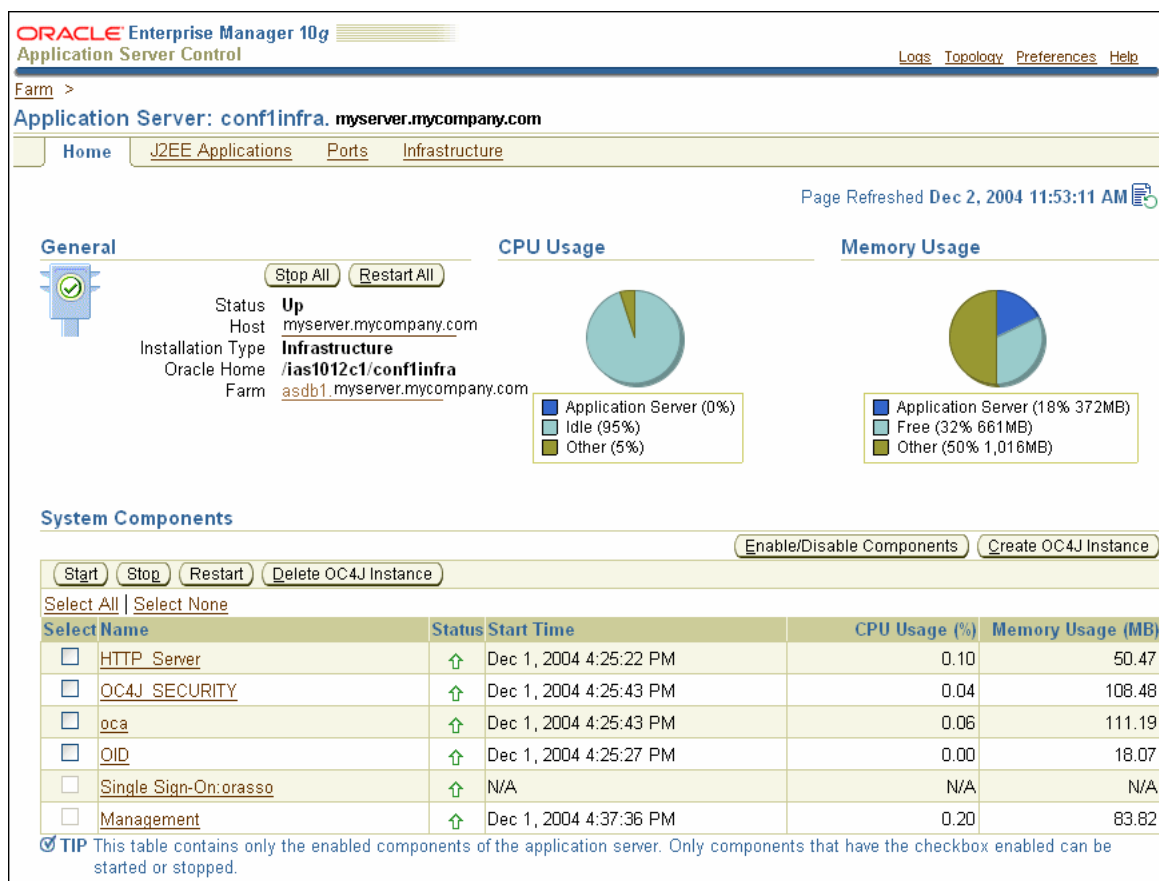 ORACLE Enterprise Manager 10g
Application Server Control
Logs Topology Preferences Help
Farm >
Application Server: conf1infra. myserver.mycompany.com
Home J2EE Applications Ports Infrastructure
Page Refreshed Dec 2, 2004 11:53:11 AM
General
Stop All Restart All
Status Up
Host myserver.mycompany.com
Installation Type Infrastructure
Oracle Home /ias1012c1/conf1infra
Farm asdb1.myserver.mycompany.com
CPU Usage
Application Server (0%)
Idle (95%)
Other (5%)
Memory Usage
Application Server (18% 372MB)
Free (32% 661MB)
Other (50% 1,016MB)
System Components
Enable/Disable Components Create OC4J Instance
Start Stop Restart Delete OC4J Instance
Select All | Select None
Select Name Status Start Time CPU Usage (%) Memory Usage (MB)
HTTP_Server Dec 1, 2004 4:25:22 PM 0.10 50.47
OC4J_SECURITY Dec 1, 2004 4:25:43 PM 0.04 108.48
oca Dec 1, 2004 4:25:43 PM 0.06 111.19
OID Dec 1, 2004 4:25:27 PM 0.00 18.07
Single Sign-On:orasso N/A N/A N/A
Management Dec 1, 2004 4:37:36 PM 0.20 83.82
TIP This table contains only the enabled components of the application server. Only components that have the checkbox enabled can be
started or stopped.